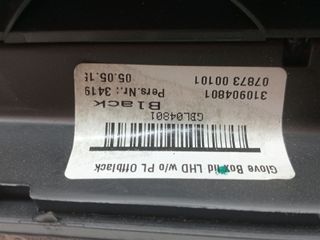 Glove Box lid LHD w/o PL Offblack
GBL04801
Black
Pers.Nr.: 3419
310904801
07873 00101